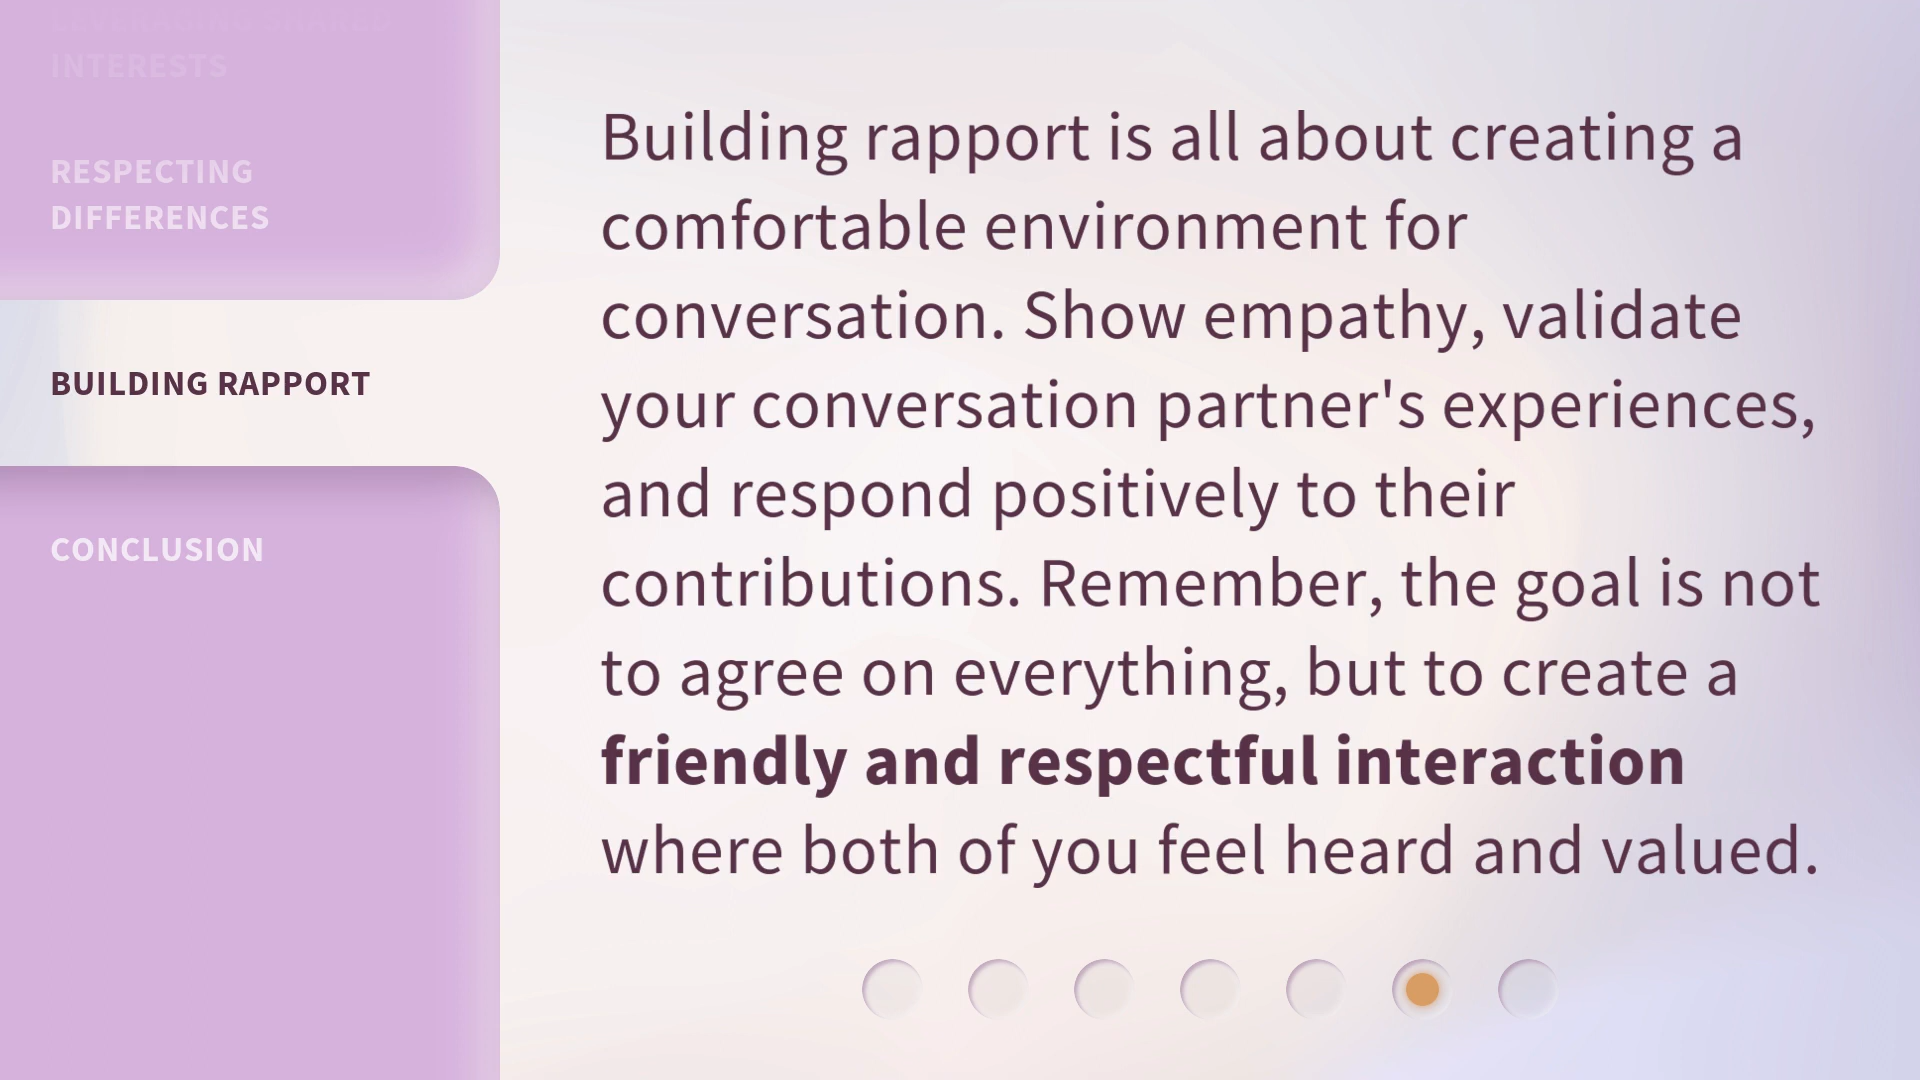 LEVERAGING SHARED
INTERESTS
RESPECTING
DIFFERENCES
BUILDING RAPPORT
CONCLUSION
Building rapport is all about creating a
comfortable environment for
conversation. Show empathy, validate
your conversation partner's experiences,
and respond positively to their
contributions. Remember, the goal is not
to agree on everything, but to create a
friendly and respectful interaction
where both of you feel heard and valued.